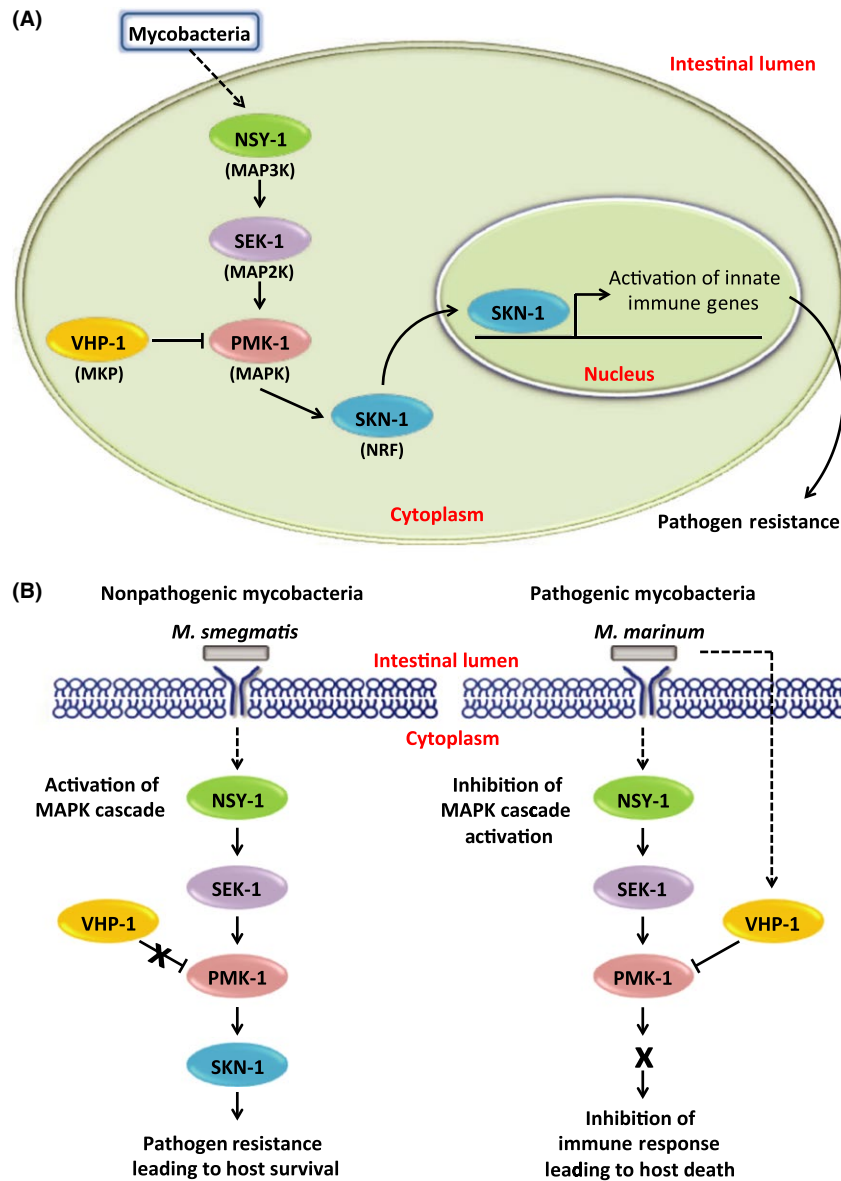 (A)
Mycobacteria
Intestinal lumen
NSY-1
(MAP3K)
SEK-1
(MAP2K)
Activation of innate
immune genes
SKN-1
VHP-1
(MKP)
PMK-1
(MAPK)
Nucleus
SKN-1
(NRF)
Cytoplasm
Pathogen resistance
(B)
Nonpathogenic mycobacteria
M. smegmatis
Pathogenic mycobacteria
M. marinum
Intestinal lumen
Cytoplasm
Activation of
MAPK cascade
NSY-1
SEK-1
VHP-1
X
PMK-1
SKN-1
Pathogen resistance
leading to host survival
Inhibition of
MAPK cascade
activation
NSY-1
SEK-1
VHP-1
PMK-1
X
Inhibition of
immune response
leading to host death